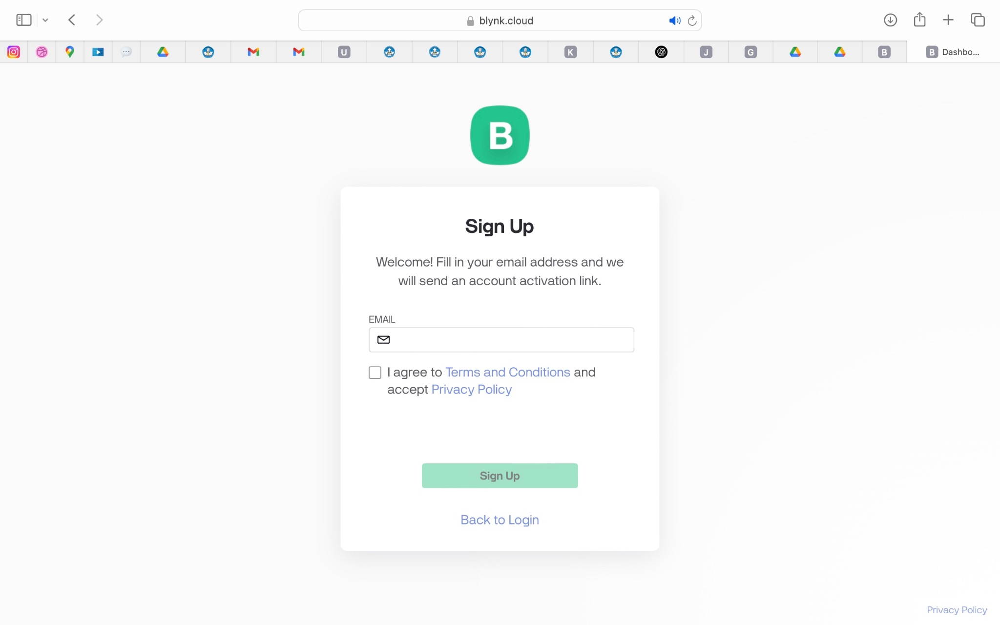 blynk.cloud
U
K
J
G
B
B Dashbo...
B
Sign Up
Welcome! Fill in your email address and we
will send an account activation link.
EMAIL
I agree to Terms and Conditions and
accept Privacy Policy
Sign Up
Back to Login
Privacy Policy